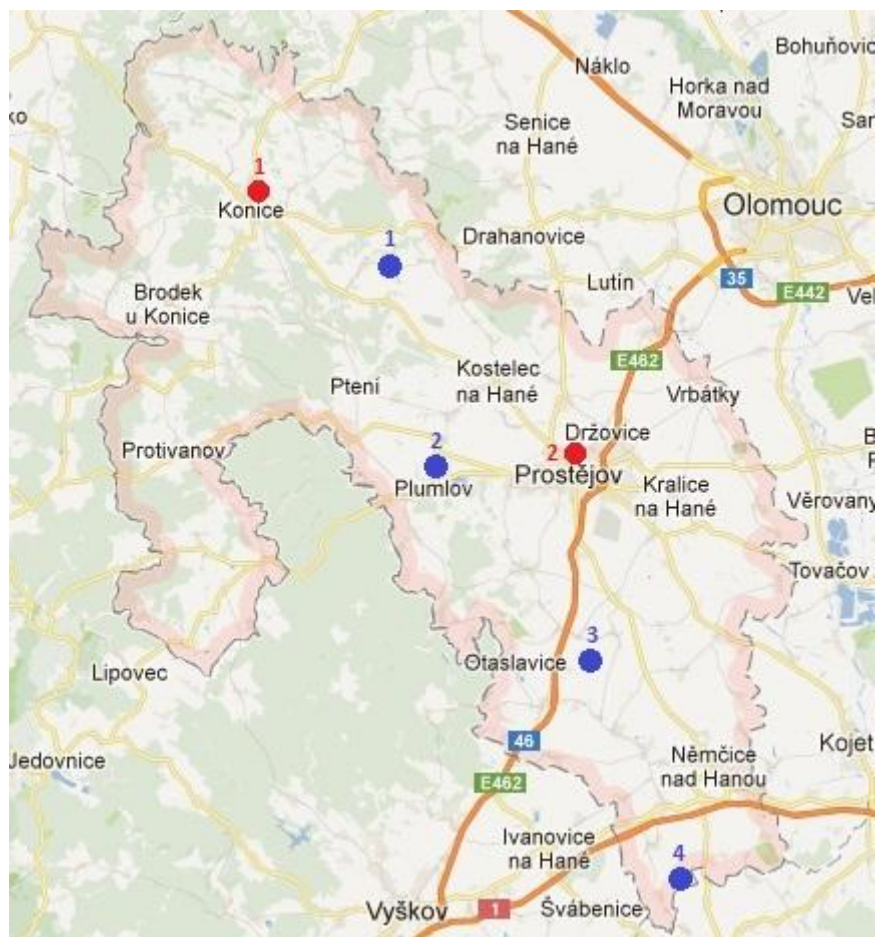 Bohuňovic
Náklo
Horka nad
Moravou
ko
Senice
na Hané
Sar
1
Konice
Olomouc
Drahanovice
1
Lutín
35
E442
Vel
Brodek
u Konice
E462
Kostelec
na Hané
Ptení
Vrbátky
Držovice
2
2
Protivanov
Prostějov
Plumlov
Kralice
na Hané
Věrovany
Tovačov
3
Otaslavice
Lipovec
46
Němčice
nad Hanou
Kojet
Jedovnice
E462
Ivanovice
na Hané
4
Vyškov
1
Švábenice